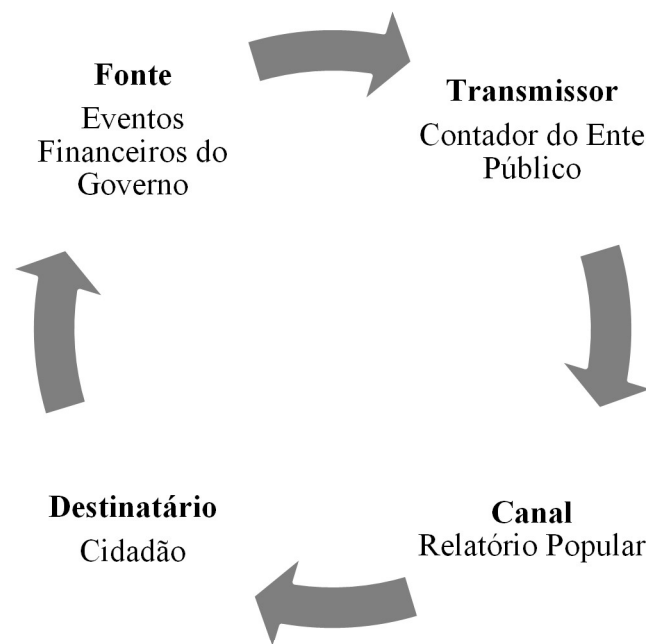 Fonte
Eventos
Financeiros do
Governo
Transmissor
Contador do Ente
Público
Canal
Relatório Popular
Destinatário
Cidadão